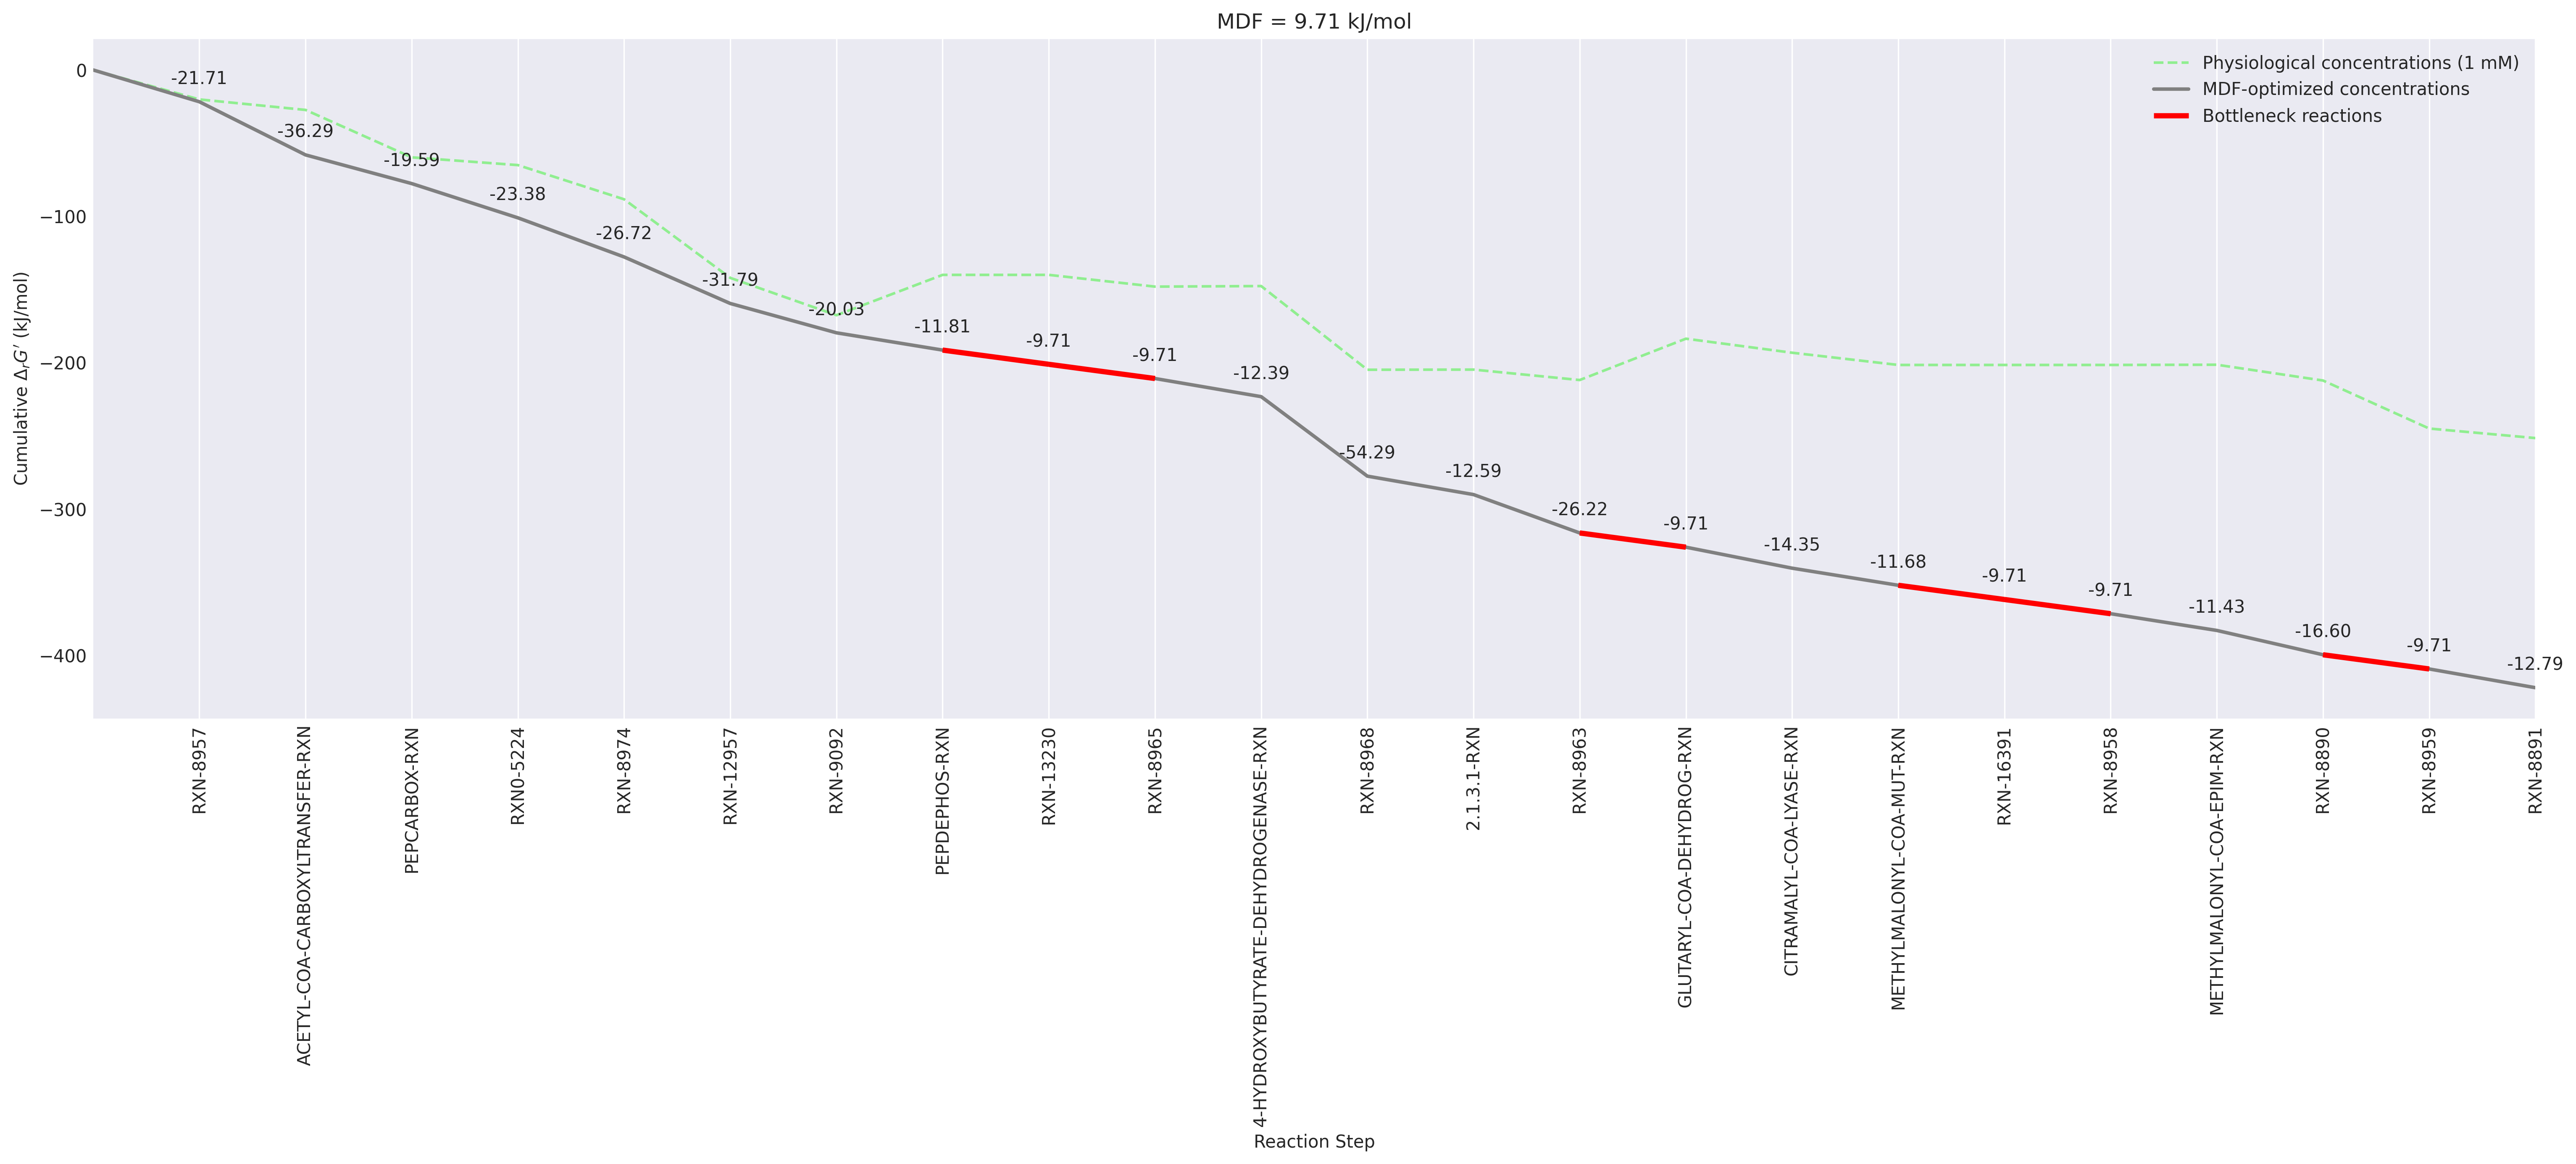 MDF = 9.71 kJ/mol
Physiological concentrations (1 mM)
MDF-optimized concentrations
Bottleneck reactions
Cumulative ΔrG′ (kJ/mol)
0
−100
−200
−300
−400
-21.71
-36.29
-19.59
-23.38
-26.72
-31.79
-20.03
-11.81
-9.71
-9.71
-12.39
-54.29
-12.59
-26.22
-9.71
-14.35
-11.68
-9.71
-9.71
-11.43
-16.60
-9.71
-12.79
RXN-8957
ACETYL-COA-CARBOXYLTRANSFER-RXN
PEPCARBOX-RXN
RXN0-5224
RXN-8974
RXN-12957
RXN-9092
PEPDEPHOS-RXN
RXN-13230
RXN-8965
4-HYDROXYBUTYRATE-DEHYDROGENASE-RXN
RXN-8968
2.1.3.1-RXN
RXN-8963
GLUTARYL-COA-DEHYDROG-RXN
CITRAMALYL-COA-LYASE-RXN
METHYLMALONYL-COA-MUT-RXN
RXN-16391
RXN-8958
METHYLMALONYL-COA-EPIM-RXN
RXN-8890
RXN-8959
RXN-8891
Reaction Step